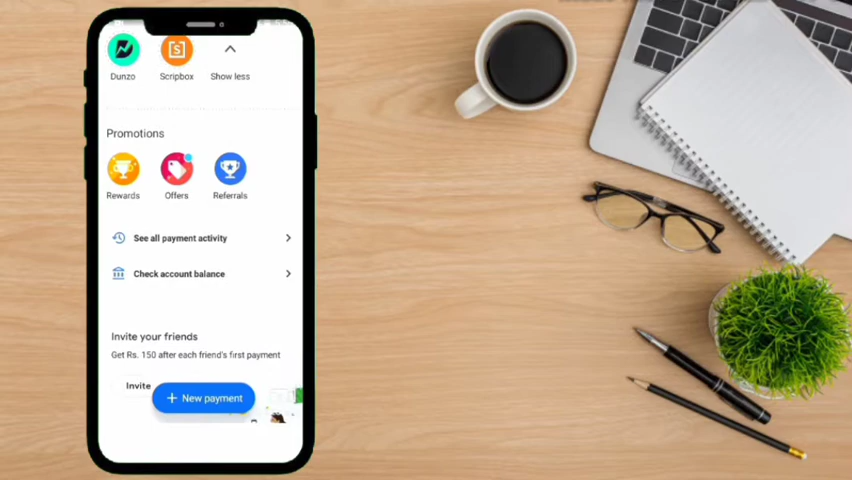 Dunzo
Scripbox
Show less
Promotions
Rewards
Offers
Referrals
See all payment activity
Check account balance
Invite your friends
Get Rs. 150 after each friend's first payment
Invite
+ New payment